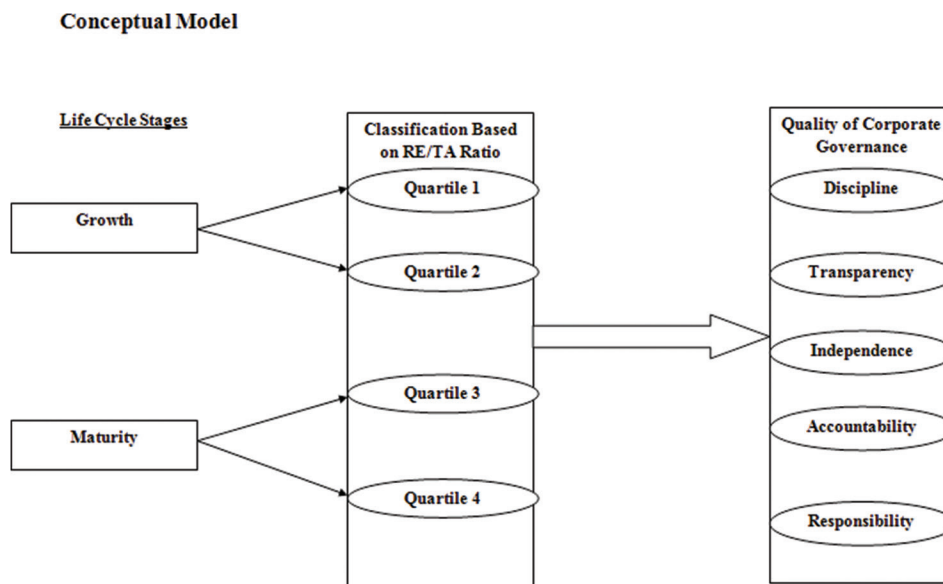 Conceptual Model
Life Cycle Stages
Growth
Maturity
Classification Based
on RE/TA Ratio
Quartile 1
Quartile 2
Quartile 3
Quartile 4
Quality of Corporate
Governance
Discipline
Transparency
Independence
Accountability
Responsibility